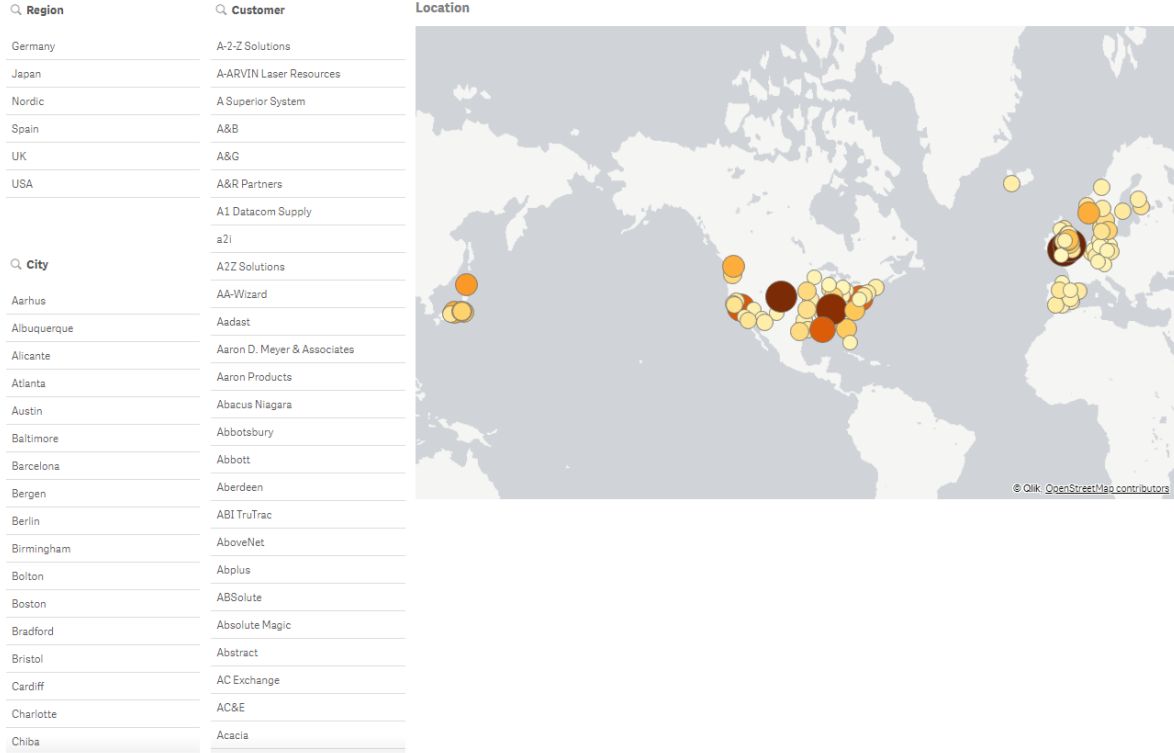 Region
Germany
Japan
Nordic
Spain
UK
USA
City
Aarhus
Albuquerque
Alicante
Atlanta
Austin
Baltimore
Barcelona
Bergen
Berlin
Birmingham
Bolton
Boston
Bradford
Bristol
Cardiff
Charlotte
Chiba
Customer
A-2-Z Solutions
A-ARVIN Laser Resources
A Superior System
A&B
A&G
A&R Partners
A1 Datacom Supply
a2i
A2Z Solutions
AA-Wizard
Aadast
Aaron D. Meyer & Associates
Aaron Products
Abacus Niagara
Abbotsbury
Abbott
Aberdeen
ABI TruTrac
AboveNet
Abplus
ABSolute
Absolute Magic
Abstract
AC Exchange
AC&E
Acacia
Location
© Qlik, OpenStreetMap contributors